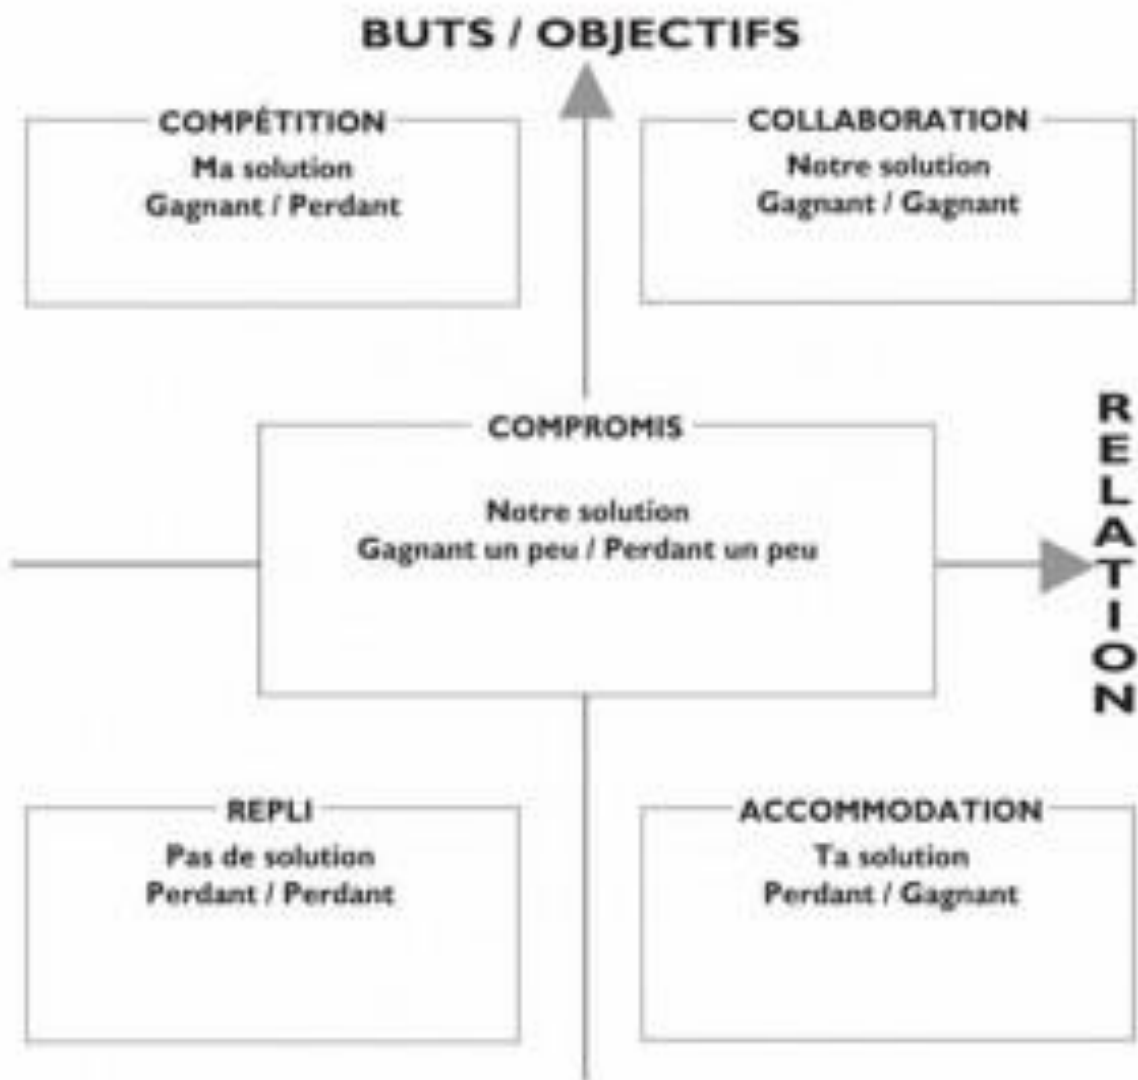 BUTS / OBJECTIFS
COMPÉTITION
Ma solution
Gagnant / Perdant
COLLABORATION
Notre solution
Gagnant / Gagnant
COMPROMIS
Notre solution
Gagnant un peu / Perdant un peu
RELATION
REPLI
Pas de solution
Perdant / Perdant
ACCOMMODATION
Ta solution
Perdant / Gagnant